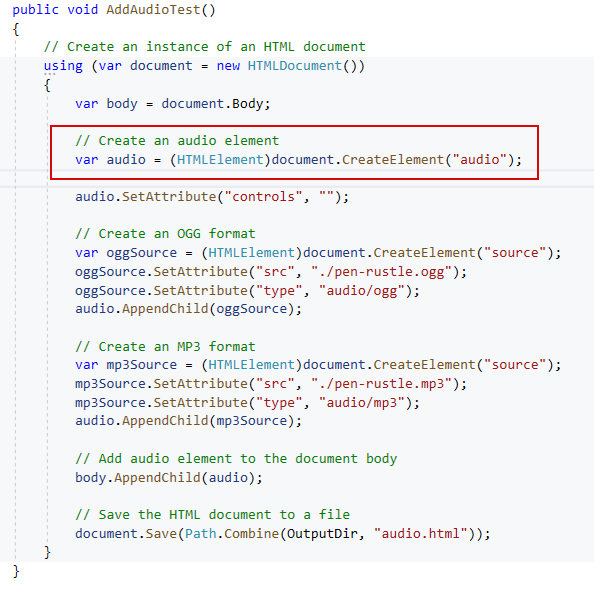 public void AddAudioTest()
{
// Create an instance of an HTML document
using (var document = new HTMLDocument())
{
var body = document.Body;
// Create an audio element
var audio = (HTMLElement)document.CreateElement("audio");
audio.SetAttribute("controls", "");
// Create an OGG format
var oggSource = (HTMLElement)document.CreateElement("source");
oggSource.SetAttribute("src", "./pen-rustle.ogg");
oggSource.SetAttribute("type", "audio/ogg");
audio.AppendChild(oggSource);
// Create an MP3 format
var mp3Source = (HTMLElement)document.CreateElement("source");
mp3Source.SetAttribute("src", "./pen-rustle.mp3");
mp3Source.SetAttribute("type", "audio/mp3");
audio.AppendChild(mp3Source);
// Add audio element to the document body
body.AppendChild(audio);
// Save the HTML document to a file
document.Save(Path.Combine(OutputDir, "audio.html"));
}
}